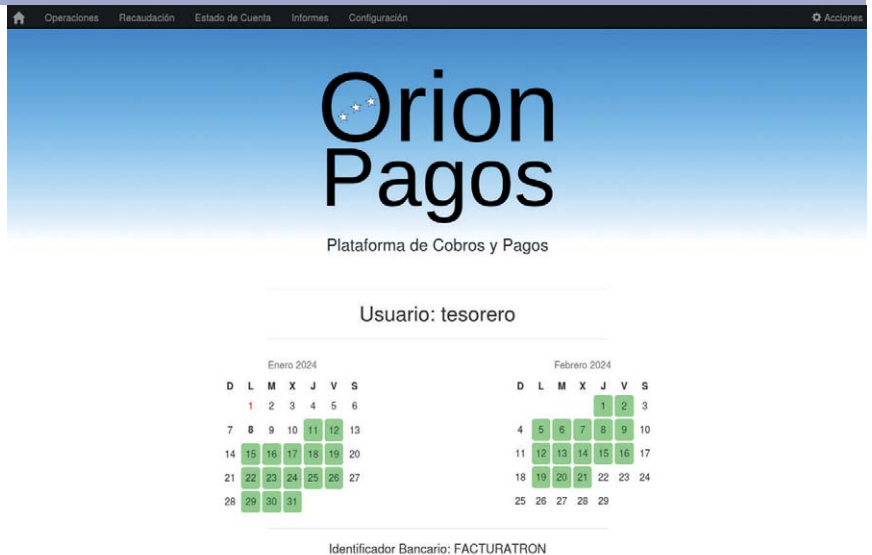 Operaciones Recaudación Estado de Cuenta Informes Configuración Acciones
Orion
Pagos
Plataforma de Cobros y Pagos
Usuario: tesorero
Enero 2024
D L M X J V S
1 2 3 4 5 6
7 8 9 10 11 12 13
14 15 16 17 18 19 20
21 22 23 24 25 26 27
28 29 30 31
Febrero 2024
D L M X J V S
1 2 3
4 5 6 7 8 9 10
11 12 13 14 15 16 17
18 19 20 21 22 23 24
25 26 27 28 29
Identificador Bancario: FACTURATRON